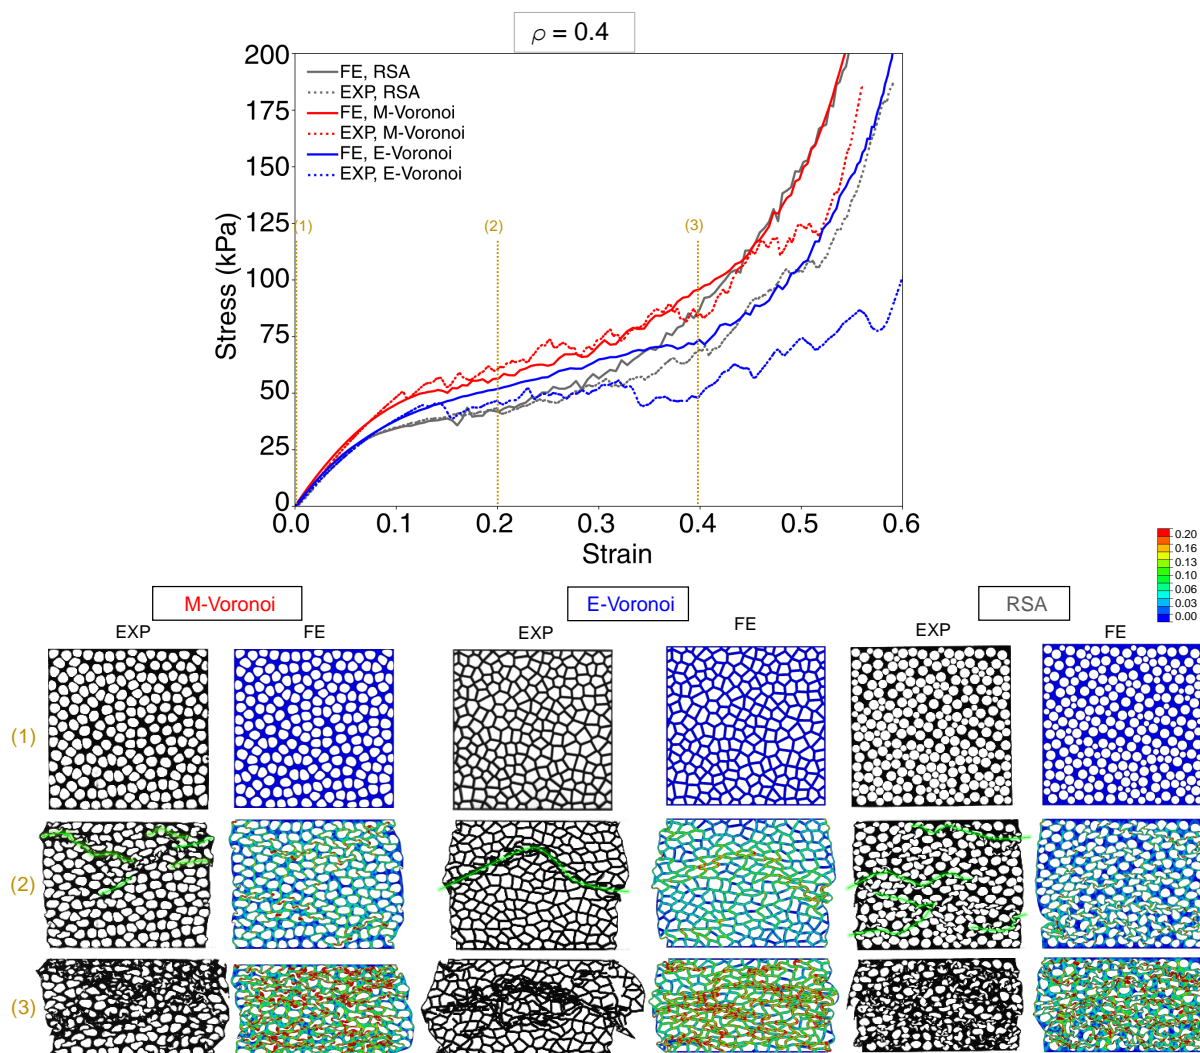 ρ = 0.4
200
175
150
125
100
75
50
25
0
Stress (kPa)
FE, RSA
EXP, RSA
FE, M-Voronoi
EXP, M-Voronoi
FE, E-Voronoi
EXP, E-Voronoi
(1)
(2)
(3)
0.0 0.1 0.2 0.3 0.4 0.5 0.6
Strain
0.20
0.16
0.13
0.10
0.06
0.03
0.00
M-Voronoi E-Voronoi RSA
EXP FE EXP FE EXP FE
(1)
(2)
(3)